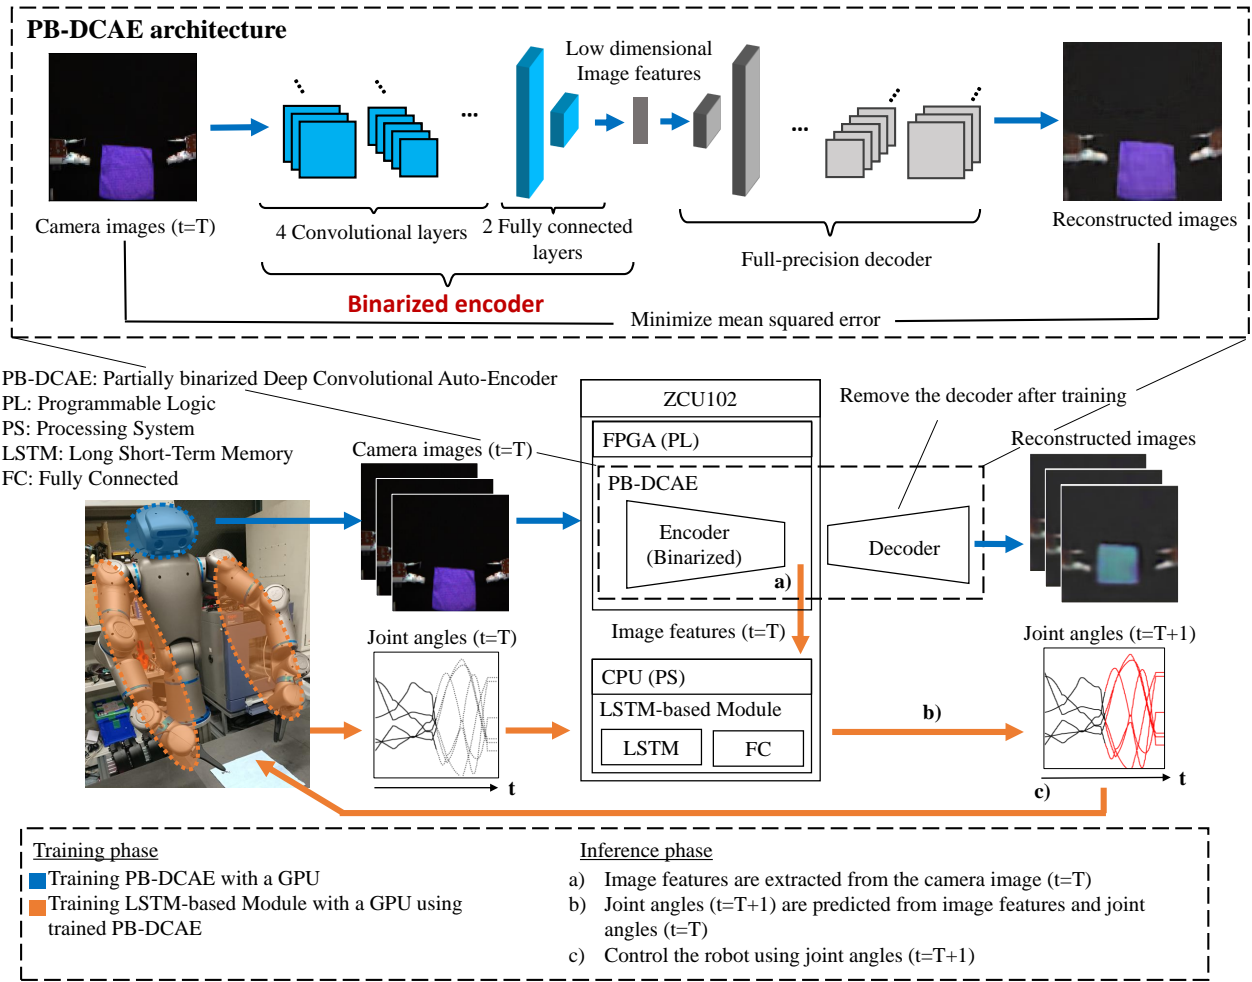 PB-DCAE architecture
Low dimensional
Image features
...
...
Camera images (t=T)
4 Convolutional layers
2 Fully connected
layers
Full-precision decoder
Reconstructed images
Binarized encoder
Minimize mean squared error
PB-DCAE: Partially binarized Deep Convolutional Auto-Encoder
PL: Programmable Logic
PS: Processing System
LSTM: Long Short-Term Memory
FC: Fully Connected
ZCU102
Remove the decoder after training
Camera images (t=T)
FPGA (PL)
Reconstructed images
PB-DCAE
Encoder
(Binarized)
Decoder
a)
Image features (t=T)
Joint angles (t=T)
Joint angles (t=T+1)
CPU (PS)
LSTM-based Module
LSTM
FC
b)
t
c)
t
Training phase
Training PB-DCAE with a GPU
Training LSTM-based Module with a GPU using
trained PB-DCAE
Inference phase
a) Image features are extracted from the camera image (t=T)
b) Joint angles (t=T+1) are predicted from image features and joint
angles (t=T)
c) Control the robot using joint angles (t=T+1)